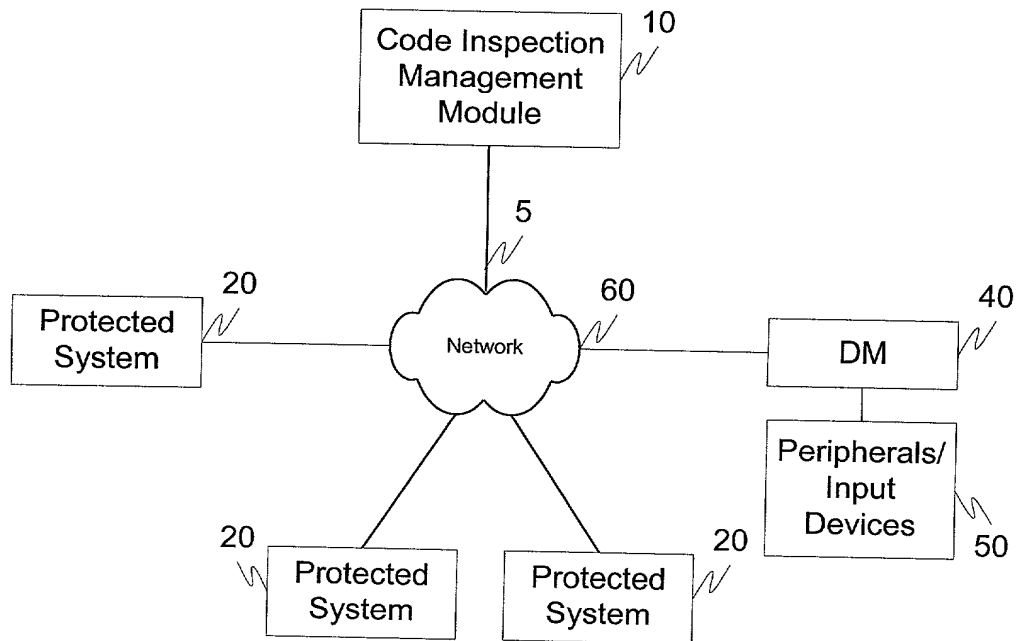 Code Inspection
Management
Module
10
5
20
Protected
System
Network
60
40
DM
Peripherals/
Input
Devices
50
20
Protected
System
20
Protected
System